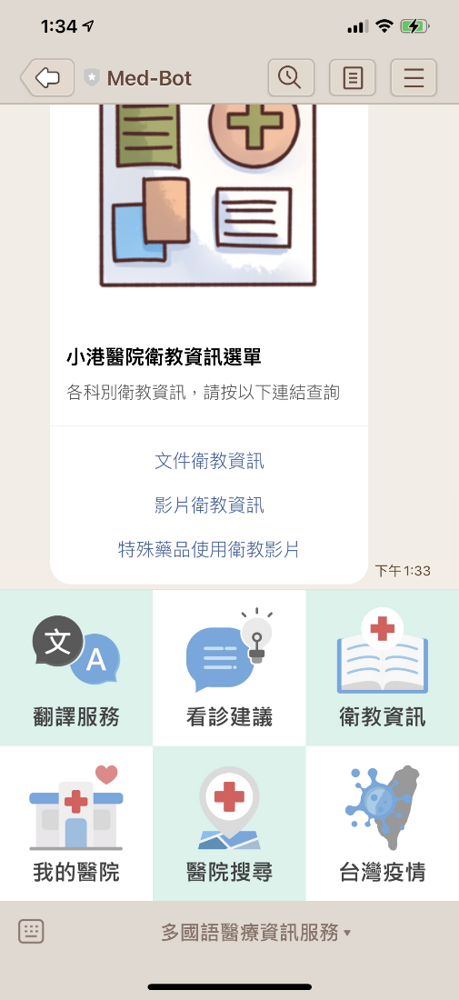 1:34
Med-Bot
小港醫院衛教資訊選單
各科別衛教資訊，請按以下連結查詢
文件衛教資訊
影片衛教資訊
特殊藥品使用衛教影片
下午1:33
文 A
翻譯服務
看診建議
衛教資訊
我的醫院
醫院搜尋
台灣疫情
多國語醫療資訊服務▾